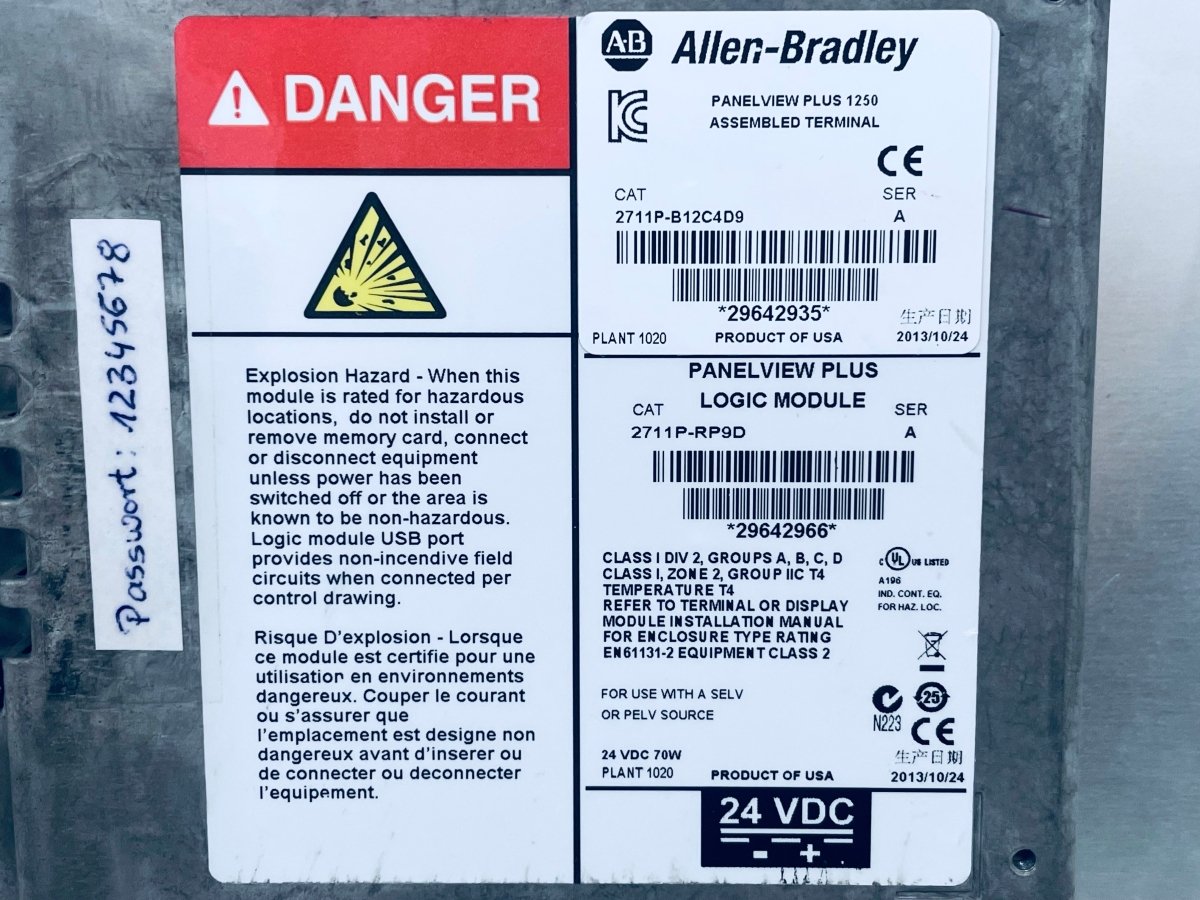 Passwort: 12345678
DANGER
Explosion Hazard - When this
module is rated for hazardous
locations, do not install or
remove memory card, connect
or disconnect equipment
unless power has been
switched off or the area is
known to be non-hazardous.
Logic module USB port
provides non-incendive field
circuits when connected per
control drawing.
Risque D'explosion - Lorsque
ce module est certifie pour une
utilisation en environnements
dangereux. Couper le courant
ou s'assurer que
l'emplacement est designe non
dangereux avant d'inserer ou
de connecter ou deconnecter
l'equipement.
A·B Allen-Bradley
KC
PANELVIEW PLUS 1250
ASSEMBLED TERMINAL
CE
CAT SER
2711P-B12C4D9 A
*29642935*
生产日期
PLANT 1020 PRODUCT OF USA 2013/10/24
PANELVIEW PLUS
LOGIC MODULE
CAT SER
2711P-RP9D A
*29642966*
CLASS I DIV 2, GROUPS A, B, C, D
CLASS I, ZONE 2, GROUP IIC T4
TEMPERATURE T4
REFER TO TERMINAL OR DISPLAY
MODULE INSTALLATION MANUAL
FOR ENCLOSURE TYPE RATING
EN61131-2 EQUIPMENT CLASS 2
C UL US LISTED
A196
IND. CONT. EQ.
FOR HAZ. LOC.
FOR USE WITH A SELV
OR PELV SOURCE
25
N223 CE
生产日期
24 VDC 70W
PLANT 1020 PRODUCT OF USA 2013/10/24
24 VDC
- +